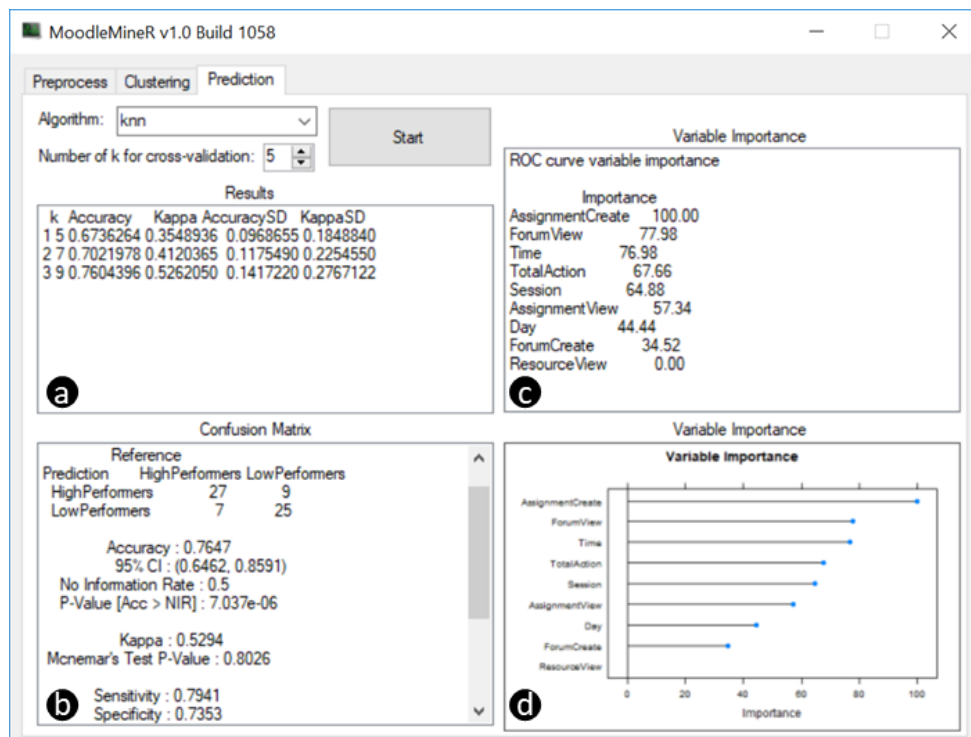 MoodleMineR v1.0 Build 1058
Preprocess Clustering Prediction
Algorithm: knn
Start
Number of k for cross-validation: 5
Results
k Accuracy Kappa AccuracySD KappaSD
1 5 0.6736264 0.3548936 0.0968655 0.1848840
2 7 0.7021978 0.4120365 0.1175490 0.2254550
3 9 0.7604396 0.5262050 0.1417220 0.2767122
a
Variable Importance
ROC curve variable importance
Importance
AssignmentCreate 100.00
ForumView 77.98
Time 76.98
TotalAction 67.66
Session 64.88
AssignmentView 57.34
Day 44.44
ForumCreate 34.52
ResourceView 0.00
c
Confusion Matrix
Reference
Prediction HighPerformers LowPerformers
HighPerformers 27 9
LowPerformers 7 25
Accuracy : 0.7647
95% CI : (0.6462, 0.8591)
No Information Rate : 0.5
P-Value [Acc > NIR] : 7.037e-06
Kappa : 0.5294
Mcnemar's Test P-Value : 0.8026
Sensitivity : 0.7941
Specificity : 0.7353
b
Variable Importance
Variable Importance
AssignmentCreate
ForumView
Time
TotalAction
Session
AssignmentView
Day
ForumCreate
ResourceView
0 20 40 60 80 100
Importance
d